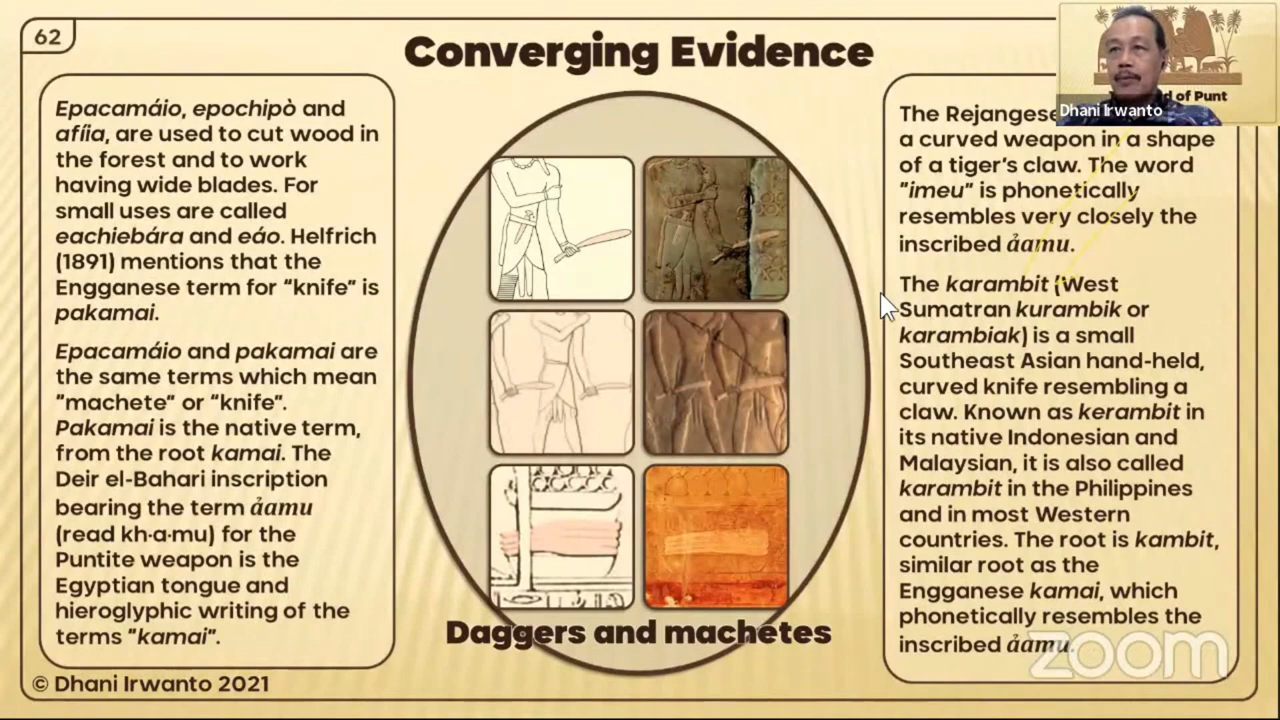 62
Converging Evidence
Epacamáio, epochipò and
afíia, are used to cut wood in
the forest and to work
having wide blades. For
small uses are called
eachiebára and eáo. Helfrich
(1891) mentions that the
Engganese term for “knife” is
pakamai.
Epacamáio and pakamai are
the same terms which mean
“machete” or “knife”.
Pakamai is the native term,
from the root kamai. The
Deir el-Bahari inscription
bearing the term ảamu
(read kh·a·mu) for the
Puntite weapon is the
Egyptian tongue and
hieroglyphic writing of the
terms “kamai”.
Daggers and machetes
The Rejangese
a curved weapon in a shape
of a tiger’s claw. The word
“imeu” is phonetically
resembles very closely the
inscribed ảamu.
The karambit (West
Sumatran kurambik or
karambiak) is a small
Southeast Asian hand-held,
curved knife resembling a
claw. Known as kerambit in
its native Indonesian and
Malaysian, it is also called
karambit in the Philippines
and in most Western
countries. The root is kambit,
similar root as the
Engganese kamai, which
phonetically resembles the
inscribed ảamu.
of Punt
Dhani Irwanto
zoom
© Dhani Irwanto 2021